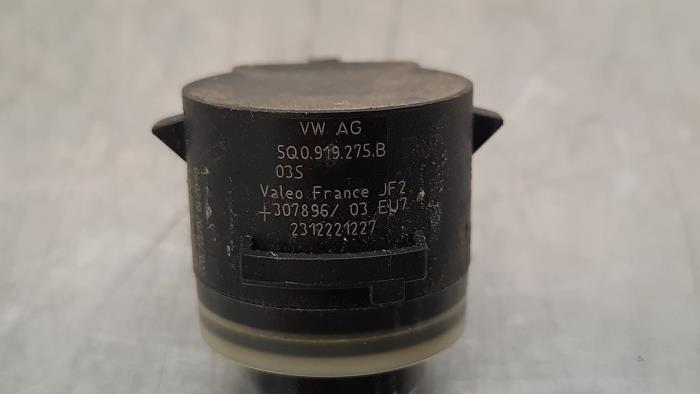 VW AG
5Q0.919.275.B
03S
Valeo France JF2
+307896/ 03 EU7
2312221227